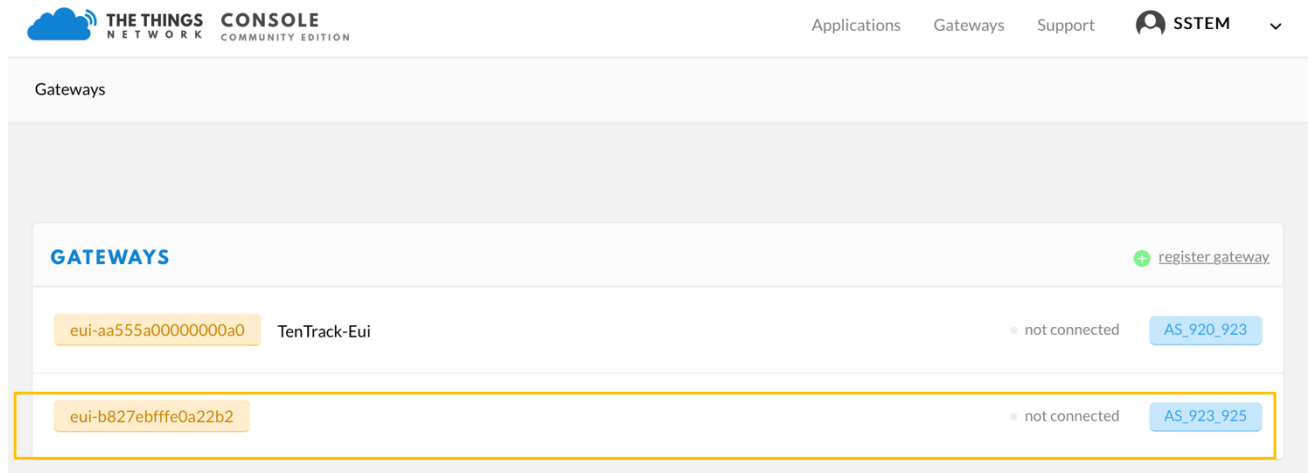 THE THINGS NETWORK CONSOLE COMMUNITY EDITION
Applications Gateways Support SSTEM
Gateways
GATEWAYS register gateway
eui-aa555a00000000a0 TenTrack-Eui not connected AS_920_923
eui-b827ebfffe0a22b2 not connected AS_923_925